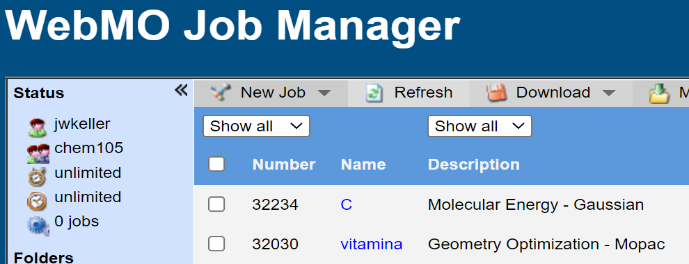 WebMO Job Manager
Status
jwkeller
chem105
unlimited
unlimited
0 jobs
Folders
New Job Refresh Download M
Show all Show all
Number Name Description
32234 C Molecular Energy - Gaussian
32030 vitamina Geometry Optimization - Mopac